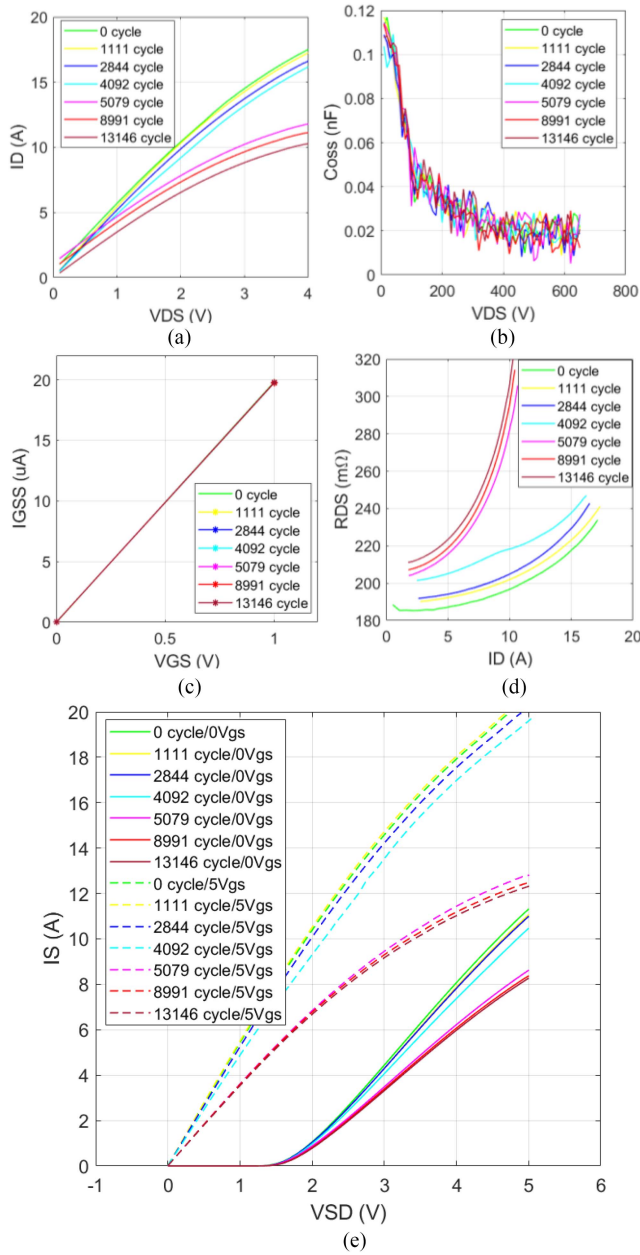 20
15
10
5
0
0
1
2
3
4
ID (A)
VDS (V)
0 cycle
1111 cycle
2844 cycle
4092 cycle
5079 cycle
8991 cycle
13146 cycle
(a)
0.12
0.1
0.08
0.06
0.04
0.02
0
0
200
400
600
800
Coss (nF)
VDS (V)
0 cycle
1111 cycle
2844 cycle
4092 cycle
5079 cycle
8991 cycle
13146 cycle
(b)
20
15
10
5
0
0
0.5
1
IGSS (uA)
VGS (V)
0 cycle
1111 cycle
2844 cycle
4092 cycle
5079 cycle
8991 cycle
13146 cycle
(c)
320
300
280
260
240
220
200
180
0
5
10
15
20
RDS (mΩ)
ID (A)
0 cycle
1111 cycle
2844 cycle
4092 cycle
5079 cycle
8991 cycle
13146 cycle
(d)
20
18
16
14
12
10
8
6
4
2
0
-1
0
1
2
3
4
5
6
IS (A)
VSD (V)
0 cycle/0Vgs
1111 cycle/0Vgs
2844 cycle/0Vgs
4092 cycle/0Vgs
5079 cycle/0Vgs
8991 cycle/0Vgs
13146 cycle/0Vgs
0 cycle/5Vgs
1111 cycle/5Vgs
2844 cycle/5Vgs
4092 cycle/5Vgs
5079 cycle/5Vgs
8991 cycle/5Vgs
13146 cycle/5Vgs
(e)